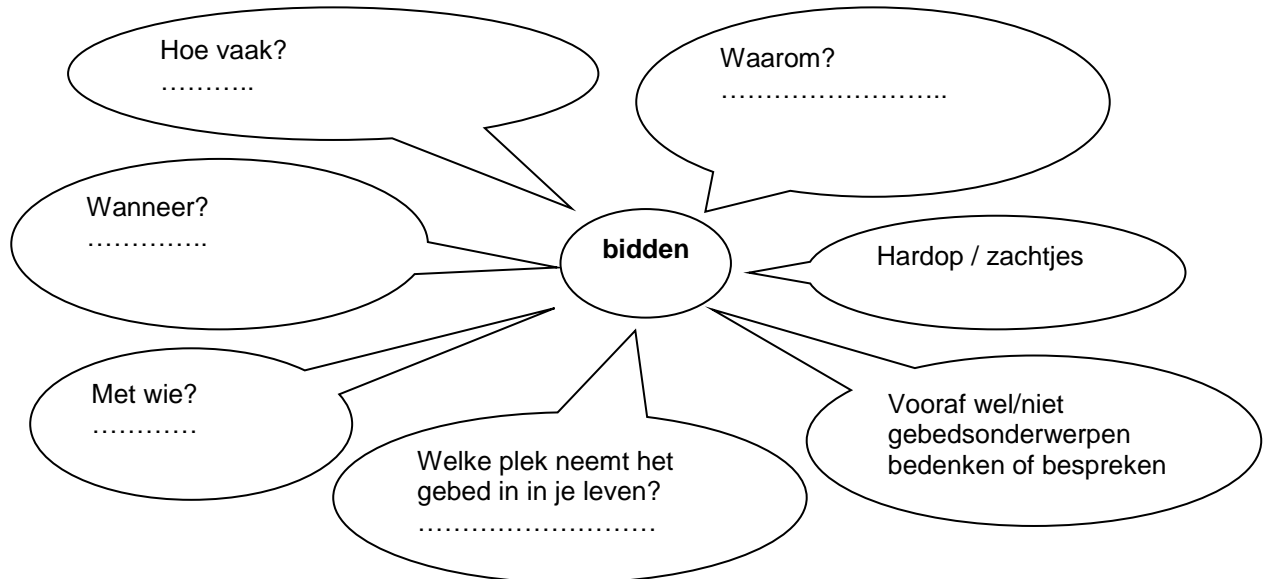 Hoe vaak?
………..
Waarom?
……………………..
Wanneer?
…………..
bidden
Hardop / zachtjes
Met wie?
…………
Vooraf wel/niet
gebedsonderwerpen
bedenken of bespreken
Welke plek neemt het
gebed in in je leven?
………………………